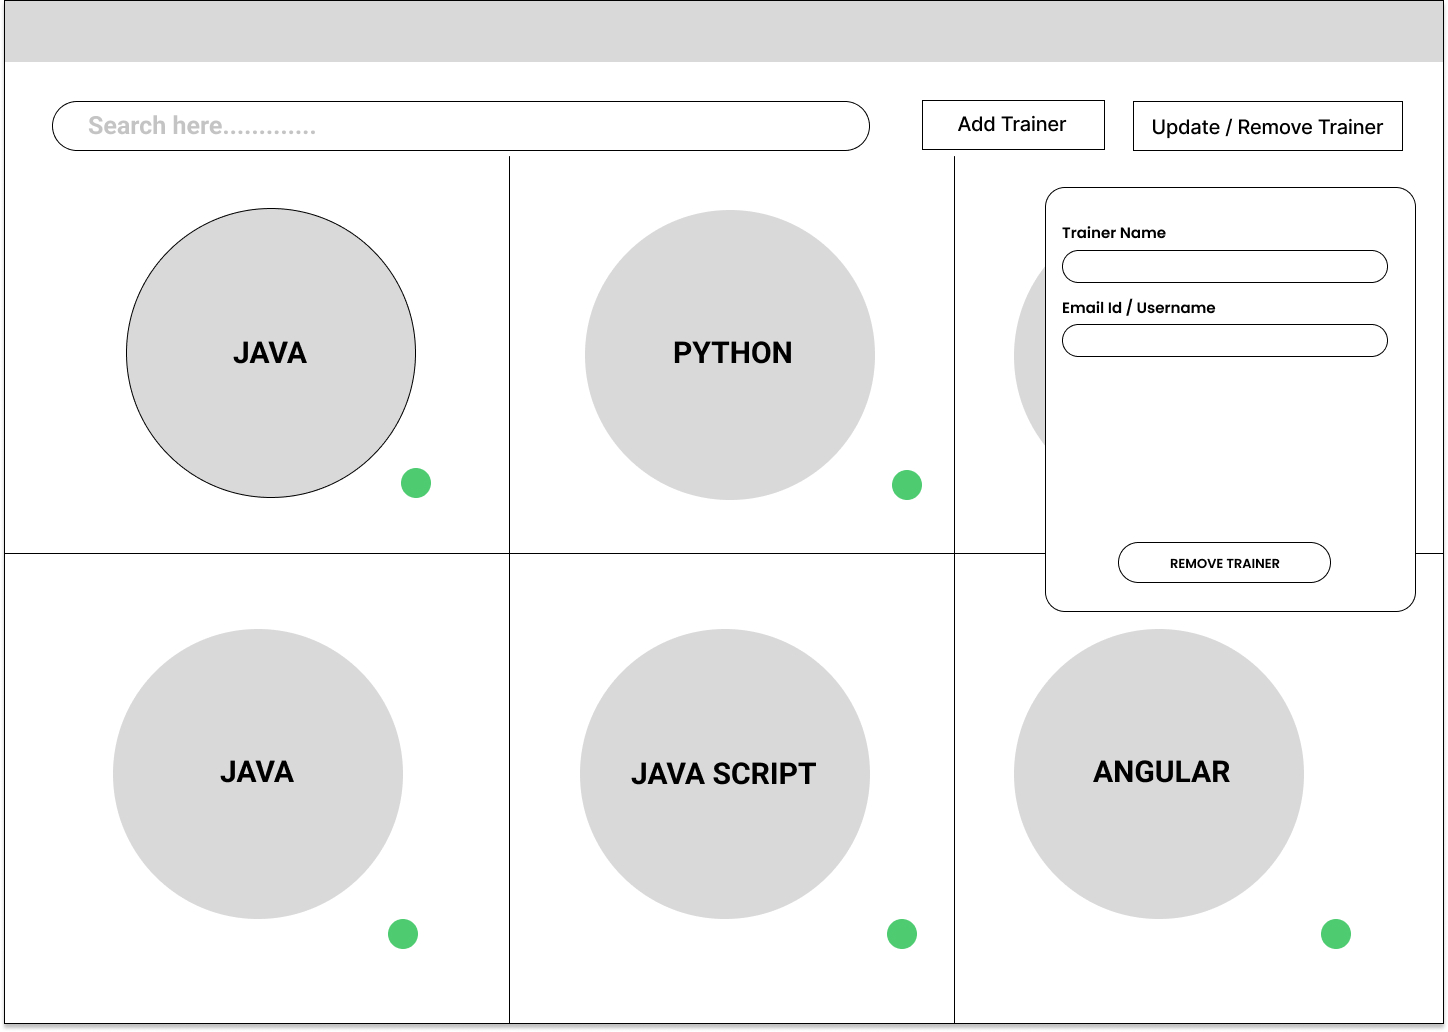 Search here.............
Add Trainer
Update / Remove Trainer
Trainer Name
Email Id / Username
JAVA
PYTHON
REMOVE TRAINER
JAVA
JAVA SCRIPT
ANGULAR